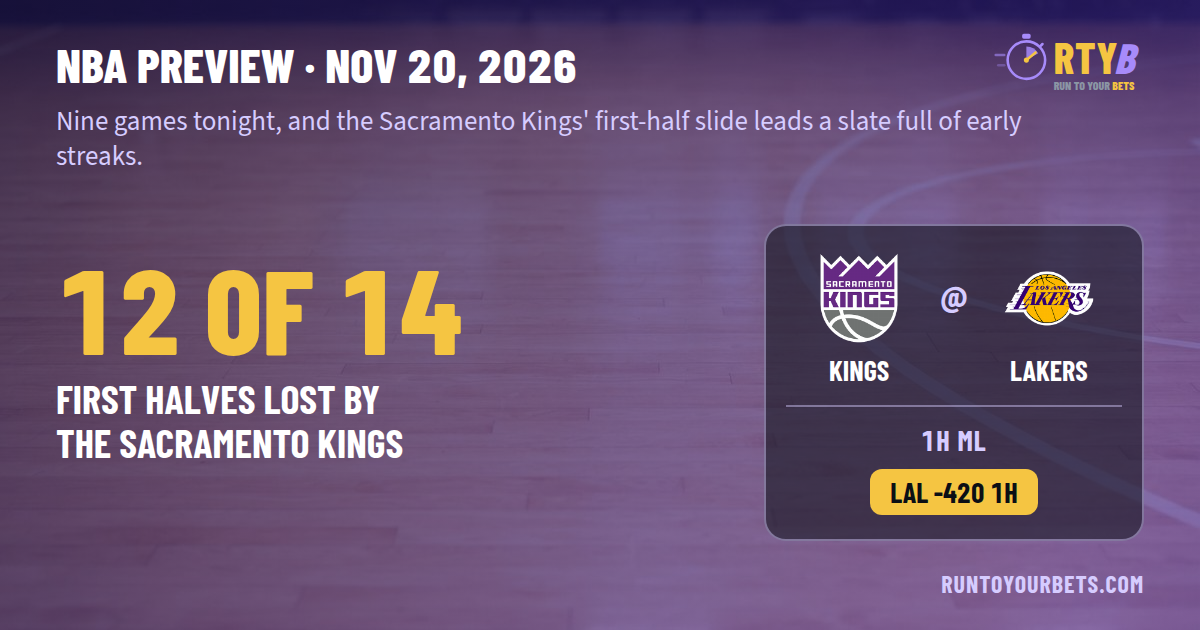 NBA PREVIEW · NOV 20, 2026
RTYB
RUN TO YOUR BETS
Nine games tonight, and the Sacramento Kings' first-half slide leads a slate full of early
streaks.
12 OF 14
FIRST HALVES LOST BY
THE SACRAMENTO KINGS
SACRAMENTO
KINGS
@
LOS ANGELES
LAKERS
KINGS
LAKERS
1H ML
LAL -420 1H
RUNTOYOURBETS.COM